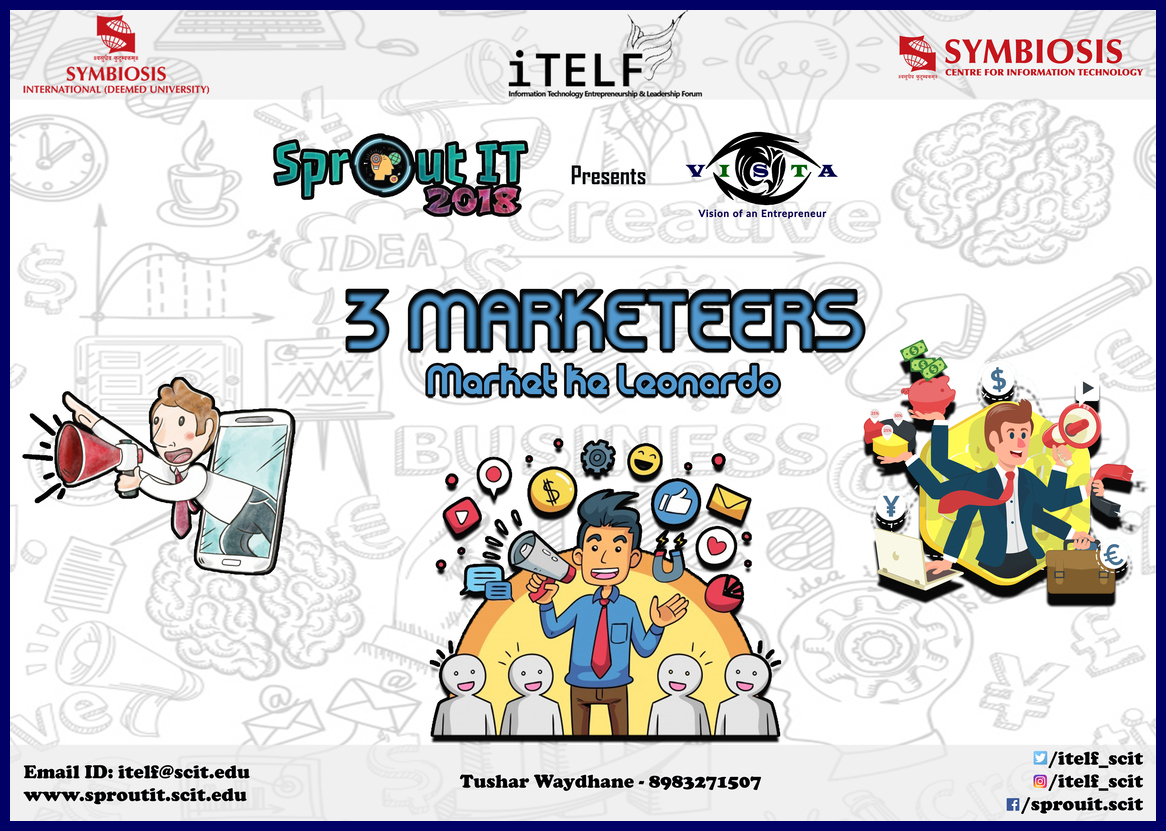 SYMBIOSIS
INTERNATIONAL (DEEMED UNIVERSITY)
iTELF
Information Technology Entrepreneurship & Leadership Forum
SYMBIOSIS
CENTRE FOR INFORMATION TECHNOLOGY
Sprout IT
2018
Presents
VISTA
Vision of an Entrepreneur
Creative
IDEA
3 MARKETEERS
Market ke Leonardo
BUSINESS
Email ID: itelf@scit.edu
www.sproutit.scit.edu
Tushar Waydhane - 8983271507
/itelf_scit
/itelf_scit
/sprouit.scit